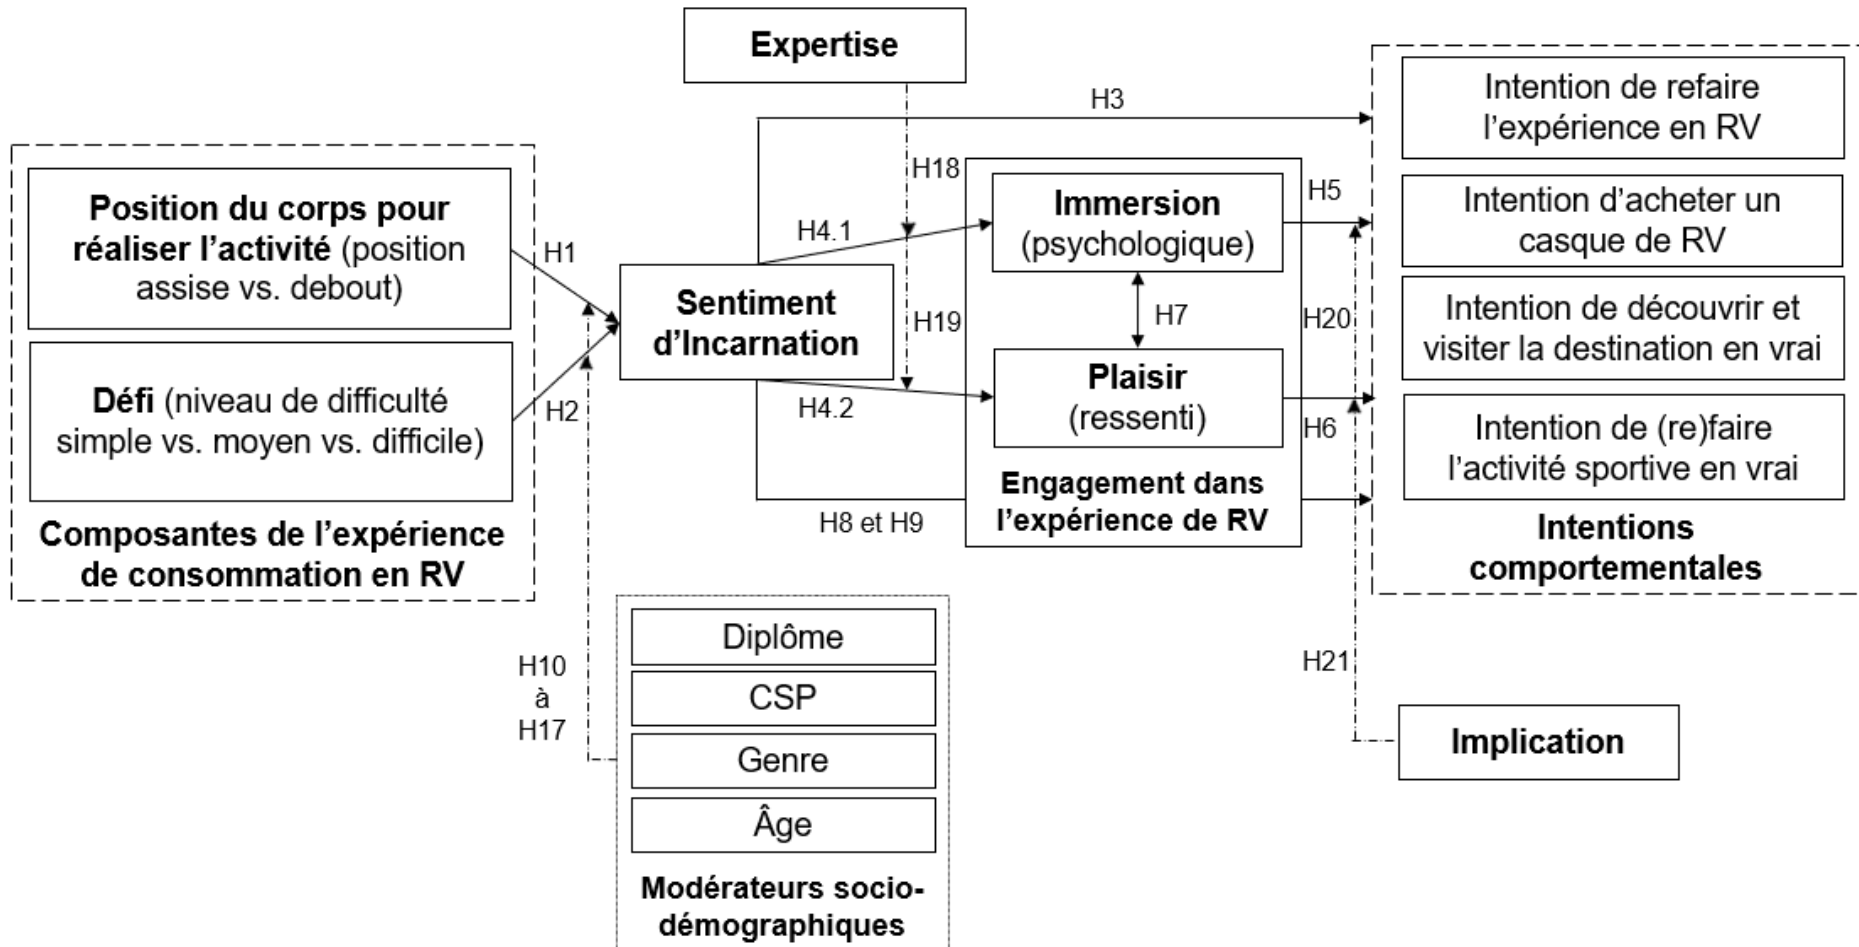 Expertise
H3
Intention de refaire
l'expérience en RV
Position du corps pour
réaliser l'activité (position
assise vs. debout)
H1
H18
H4.1
Immersion
(psychologique)
H5
Intention d'acheter un
casque de RV
Sentiment
d'Incarnation
H19
H7
H20
Intention de découvrir et
visiter la destination en vrai
Défi (niveau de difficulté
simple vs. moyen vs. difficile)
H2
H4.2
Plaisir
(ressenti)
H6
Intention de (re)faire
l'activité sportive en vrai
Composantes de l'expérience
de consommation en RV
H8 et H9
Engagement dans
l'expérience de RV
Intentions
comportementales
H10
à
H17
Diplôme
CSP
Genre
Âge
Modérateurs socio-
démographiques
H21
Implication